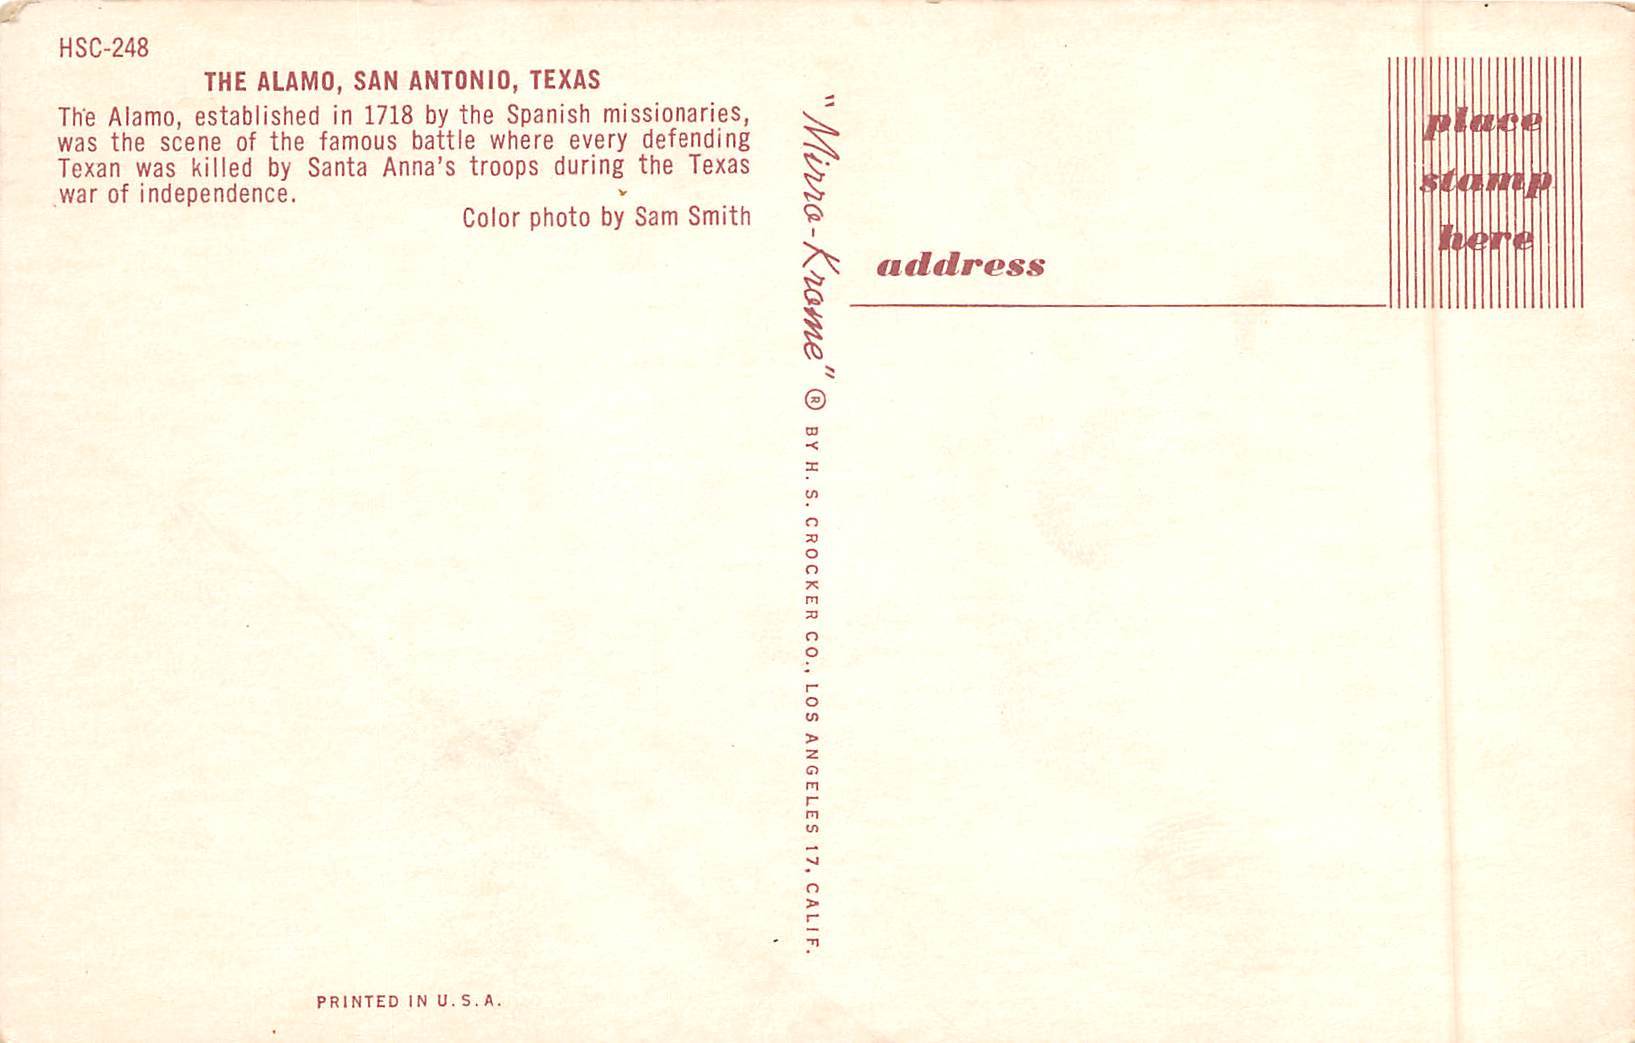 HSC-248
THE ALAMO, SAN ANTONIO, TEXAS
The Alamo, established in 1718 by the Spanish missionaries,
was the scene of the famous battle where every defending
Texan was killed by Santa Anna's troops during the Texas
war of independence.
Color photo by Sam Smith
PRINTED IN U.S.A.
"Mirro-Krome" ® BY H. S. CROCKER CO., LOS ANGELES 17, CALIF.
place
stamp
here
address